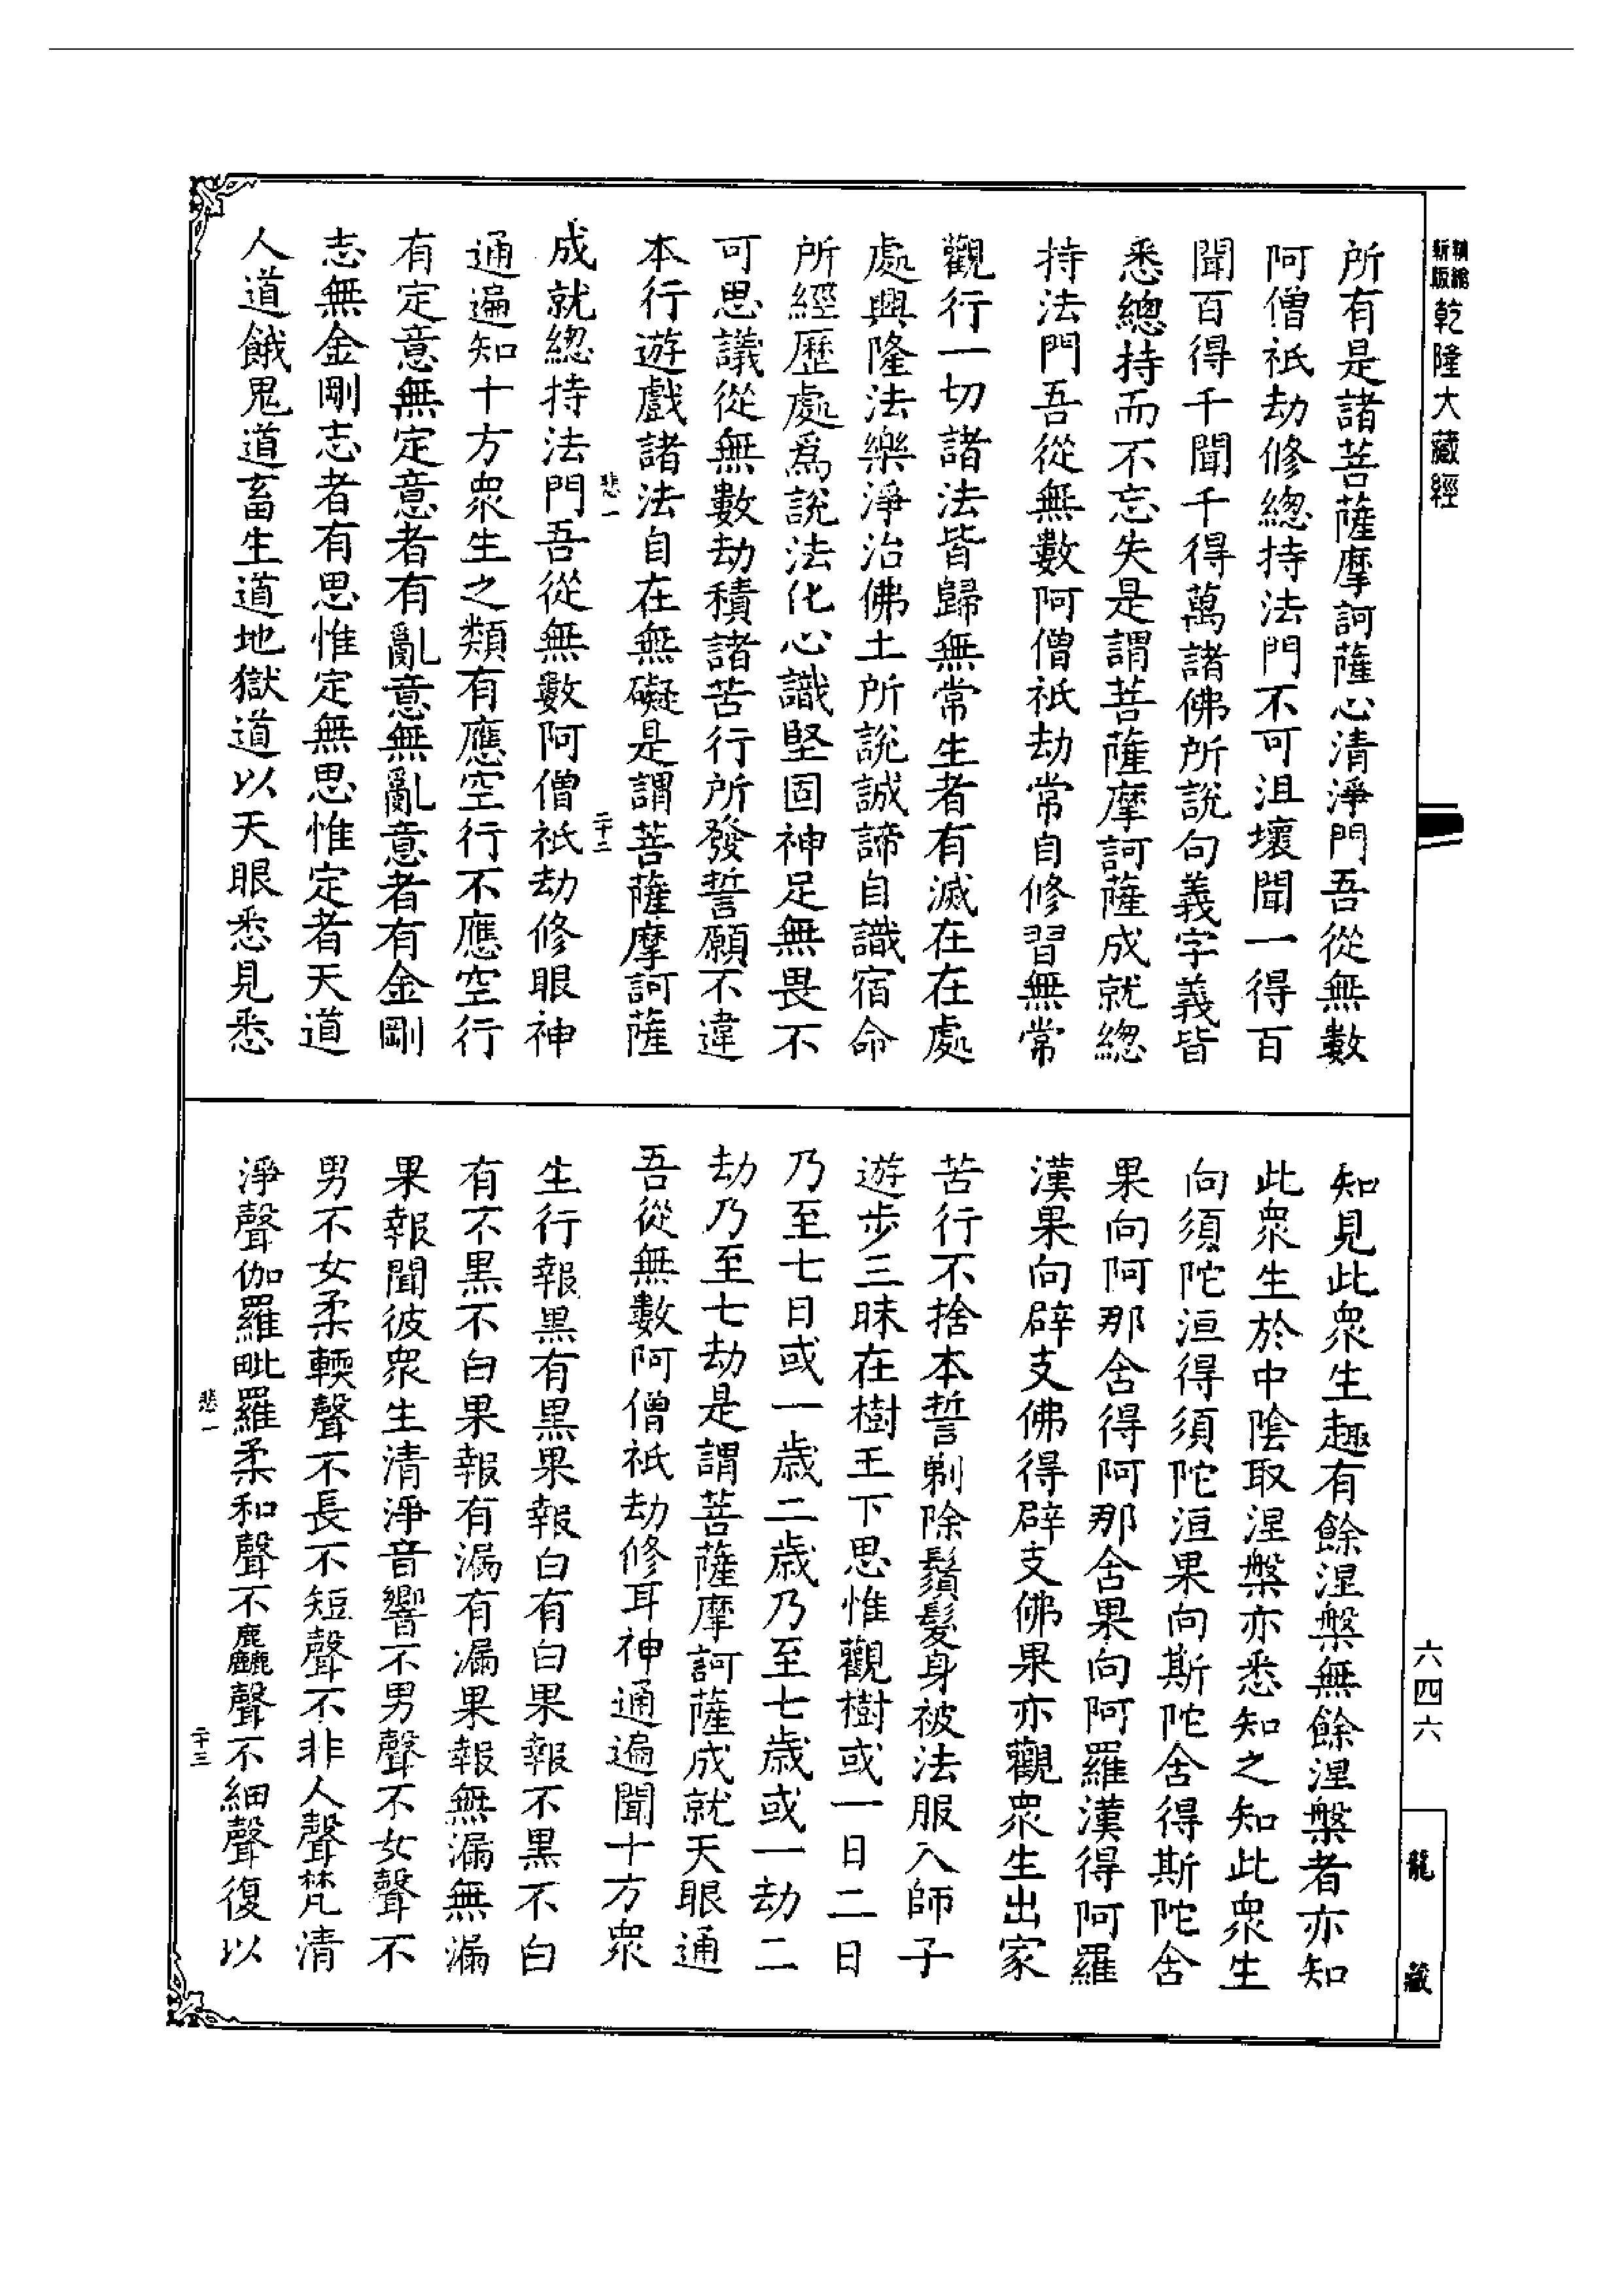 精縮新版乾隆大藏經
所有是諸菩薩摩訶薩心清淨門吾從無數
阿僧祇劫修總持法門不可沮壞聞一得百
聞百得千聞千得萬諸佛所說句義字義皆
悉總持而不忘失是謂菩薩摩訶薩成就總
持法門吾從無數阿僧祇劫常自修習無常
觀行一切諸法皆歸無常生者有滅在在處
處興隆法樂淨治佛土所說誠諦自識宿命
所經歷處爲說法化心識堅固神足無畏不
可思議從無數劫積諸苦行所發誓願不違
本行遊戲諸法自在無礙是謂菩薩摩訶薩
悲一
二十二
成就總持法門吾從無數阿僧祇劫修眼神
通遍知十方眾生之類有應空行不應空行
有定意無定意者有亂意無亂意者有金剛
志無金剛志者有思惟定無思惟定者天道
人道餓鬼道畜生道地獄道以天眼悉見悉
知見此眾生趣有餘涅槃無餘涅槃者亦知
此眾生於中陰取涅槃亦悉知之知此眾生
向須陀洹得須陀洹果向斯陀舍得斯陀舍
果向阿那舍得阿那舍果向阿羅漢得阿羅
漢果向辟支佛得辟支佛果亦觀眾生出家
苦行不捨本誓剃除鬚髮身被法服入師子
遊步三昧在樹王下思惟觀樹或一日二日
乃至七日或一歲二歲乃至七歲或一劫二
劫乃至七劫是謂菩薩摩訶薩成就天眼通
吾從無數阿僧祇劫修耳神通遍聞十方眾
生行報黑有黑果報白有白果報不黑不白
有不黑不白果報有漏有漏果報無漏無漏
果報聞彼眾生清淨音響不男聲不女聲不
男不女柔輭聲不長不短聲不非人聲梵清
淨聲伽羅毗羅柔和聲不麤聲不細聲復以
悲一
二十三
六四六
龍藏